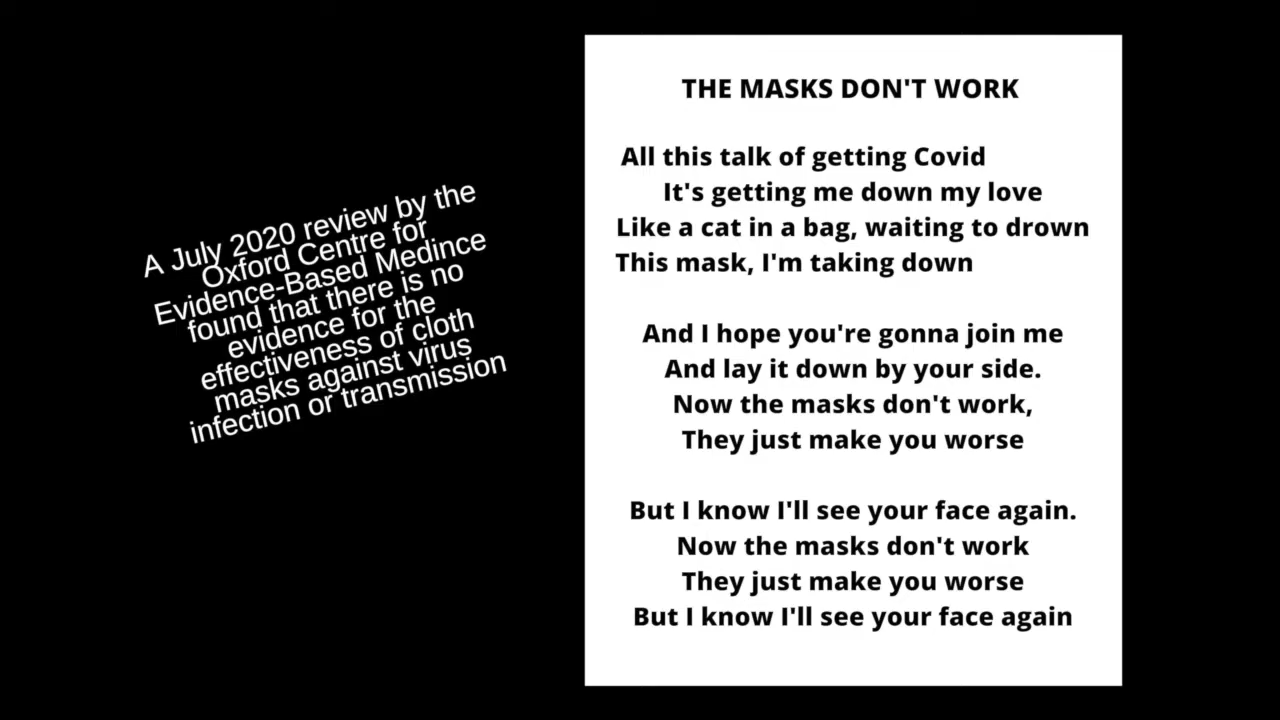 A July 2020 review by the
Oxford Centre for
Evidence-Based Medince
found that there is no
evidence for the
effectiveness of cloth
masks against virus
infection or transmission
THE MASKS DON'T WORK
All this talk of getting Covid
It's getting me down my love
Like a cat in a bag, waiting to drown
This mask, I'm taking down
And I hope you're gonna join me
And lay it down by your side.
Now the masks don't work,
They just make you worse
But I know I'll see your face again.
Now the masks don't work
They just make you worse
But I know I'll see your face again